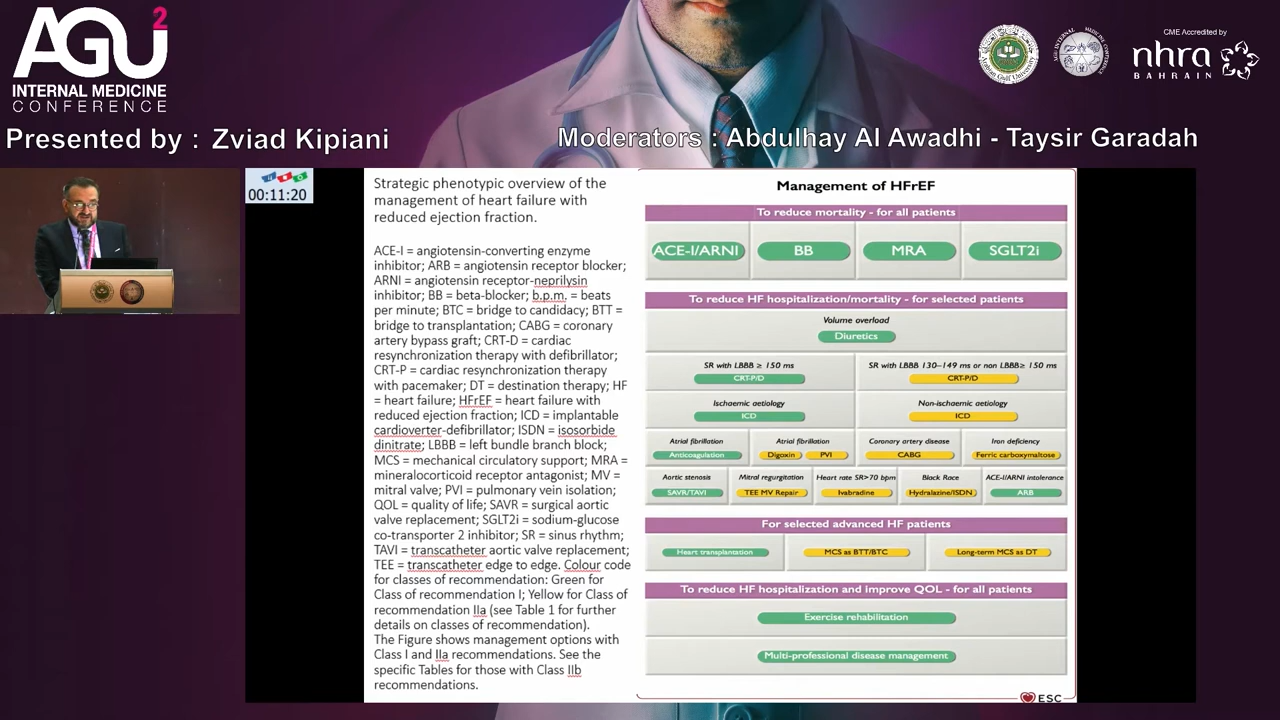 AGU2
INTERNAL MEDICINE
CONFERENCE
CME Accredited by
nhra
BAHRAIN
Presented by : Zviad Kipiani
Moderators : Abdulhay Al Awadhi - Taysir Garadah
00:11:20
Strategic phenotypic overview of the
management of heart failure with
reduced ejection fraction.
ACE-I = angiotensin-converting enzyme
inhibitor; ARB = angiotensin receptor blocker;
ARNI = angiotensin receptor-neprilysin
inhibitor; BB = beta-blocker; b.p.m. = beats
per minute; BTC = bridge to candidacy; BTT =
bridge to transplantation; CABG = coronary
artery bypass graft; CRT-D = cardiac
resynchronization therapy with defibrillator;
CRT-P = cardiac resynchronization therapy
with pacemaker; DT = destination therapy; HF
= heart failure; HFrEF = heart failure with
reduced ejection fraction; ICD = implantable
cardioverter-defibrillator; ISDN = isosorbide
dinitrate; LBBB = left bundle branch block;
MCS = mechanical circulatory support; MRA =
mineralocorticoid receptor antagonist; MV =
mitral valve; PVI = pulmonary vein isolation;
QOL = quality of life; SAVR = surgical aortic
valve replacement; SGLT2i = sodium-glucose
co-transporter 2 inhibitor; SR = sinus rhythm;
TAVI = transcatheter aortic valve replacement;
TEE = transcatheter edge to edge. Colour code
for classes of recommendation: Green for
Class of recommendation I; Yellow for Class of
recommendation IIa (see Table 1 for further
details on classes of recommendation).
The Figure shows management options with
Class I and IIa recommendations. See the
specific Tables for those with Class IIb
recommendations.
Management of HFrEF
To reduce mortality - for all patients
ACE-I/ARNI BB MRA SGLT2i
To reduce HF hospitalization/mortality - for selected patients
Volume overload
Diuretics
SR with LBBB ≥ 150 ms SR with LBBB 130–149 ms or non LBBB≥ 150 ms
CRT-P/D CRT-P/D
Ischaemic aetiology Non-ischaemic aetiology
ICD ICD
Atrial fibrillation Atrial fibrillation Coronary artery disease Iron deficiency
Anticoagulation Digoxin PVI CABG Ferric carboxymaltose
Aortic stenosis Mitral regurgitation Heart rate SR>70 bpm Black Race ACE-I/ARNI intolerance
SAVR/TAVI TEE MV Repair Ivabradine Hydralazine/ISDN ARB
For selected advanced HF patients
Heart transplantation MCS as BTT/BTC Long-term MCS as DT
To reduce HF hospitalization and improve QOL - for all patients
Exercise rehabilitation
Multi-professional disease management
ESC